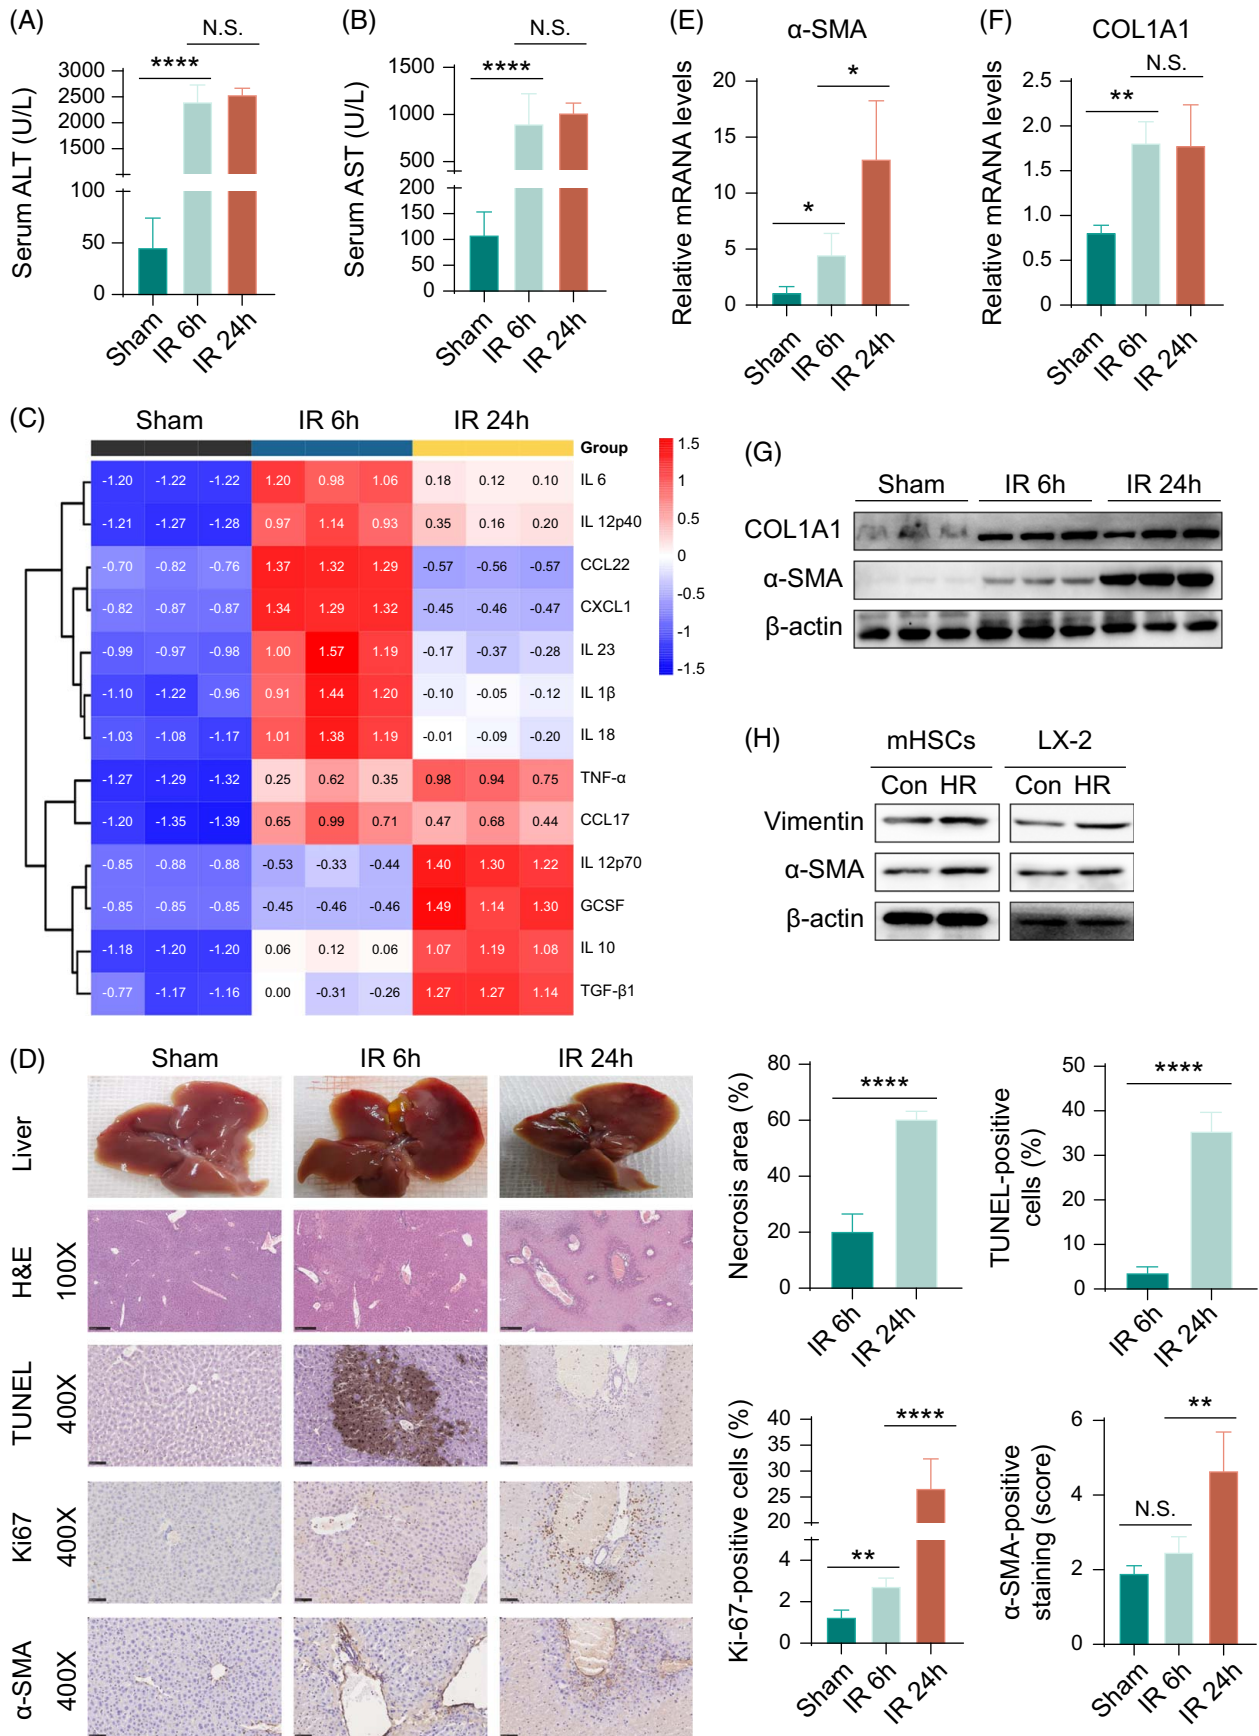 (A)
N.S.
****
Serum ALT (U/L)
3000
2500
2000
1500
100
50
0
Sham
IR 6h
IR 24h
(B)
N.S.
****
Serum AST (U/L)
1500
1000
500
200
150
100
50
0
Sham
IR 6h
IR 24h
(E)
α-SMA
*
*
Relative mRANA levels
20
15
10
5
0
Sham
IR 6h
IR 24h
(F)
COL1A1
N.S.
**
Relative mRANA levels
2.5
2.0
1.5
1.0
0.5
0
Sham
IR 6h
IR 24h
(C)
Sham IR 6h IR 24h
Group
-1.20 -1.22 -1.22 1.20 0.98 1.06 0.18 0.12 0.10 IL 6
-1.21 -1.27 -1.28 0.97 1.14 0.93 0.35 0.16 0.20 IL 12p40
-0.70 -0.82 -0.76 1.37 1.32 1.29 -0.57 -0.56 -0.57 CCL22
-0.82 -0.87 -0.87 1.34 1.29 1.32 -0.45 -0.46 -0.47 CXCL1
-0.99 -0.97 -0.98 1.00 1.57 1.19 -0.17 -0.37 -0.28 IL 23
-1.10 -1.22 -0.96 0.91 1.44 1.20 -0.10 -0.05 -0.12 IL 1β
-1.03 -1.08 -1.17 1.01 1.38 1.19 -0.01 -0.09 -0.20 IL 18
-1.27 -1.29 -1.32 0.25 0.62 0.35 0.98 0.94 0.75 TNF-α
-1.20 -1.35 -1.39 0.65 0.99 0.71 0.47 0.68 0.44 CCL17
-0.85 -0.88 -0.88 -0.53 -0.33 -0.44 1.40 1.30 1.22 IL 12p70
-0.85 -0.85 -0.85 -0.45 -0.46 -0.46 1.49 1.14 1.30 GCSF
-1.18 -1.20 -1.20 0.06 0.12 0.06 1.07 1.19 1.08 IL 10
-0.77 -1.17 -1.16 0.00 -0.31 -0.26 1.27 1.27 1.14 TGF-β1
1.5
1
0.5
0
-0.5
-1
-1.5
(G)
Sham IR 6h IR 24h
COL1A1
α-SMA
β-actin
(H)
mHSCs LX-2
Con HR Con HR
Vimentin
α-SMA
β-actin
(D)
Sham IR 6h IR 24h
Liver
H&E
100X
TUNEL
400X
Ki67
400X
α-SMA
400X
****
Necrosis area (%)
80
60
40
20
0
IR 6h
IR 24h
****
TUNEL-positive
cells (%)
50
40
30
20
10
0
IR 6h
IR 24h
****
**
Ki-67-positive cells (%)
40
35
30
25
20
4
2
0
Sham
IR 6h
IR 24h
**
N.S.
α-SMA-positive
staining (score)
6
4
2
0
Sham
IR 6h
IR 24h